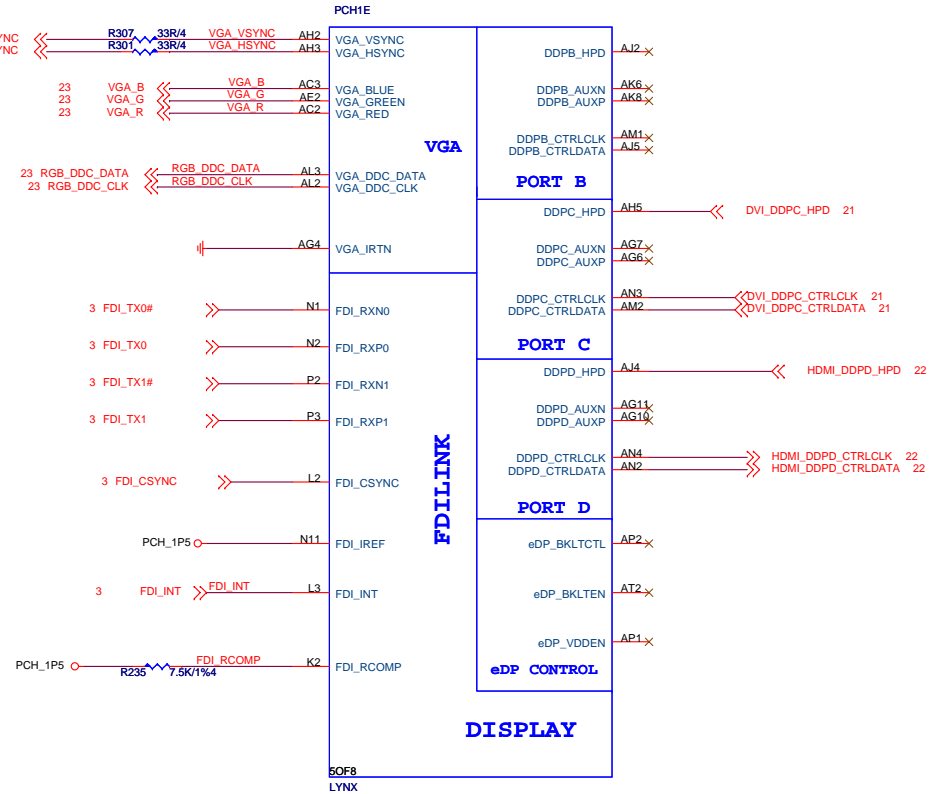 PCH1E
YNC R307 33R/4 VGA_VSYNC AH2 VGA_VSYNC
YNC R301 33R/4 VGA_HSYNC AH3 VGA_HSYNC
DDPB_HPD AJ2
23 VGA_B VGA_B AC3 VGA_BLUE
23 VGA_G VGA_G AE2 VGA_GREEN
23 VGA_R VGA_R AC2 VGA_RED
DDPB_AUXN AK6
DDPB_AUXP AK8
VGA
DDPB_CTRLCLK AM1
DDPB_CTRLDATA AJ5
23 RGB_DDC_DATA RGB_DDC_DATA AL3 VGA_DDC_DATA
23 RGB_DDC_CLK RGB_DDC_CLK AL2 VGA_DDC_CLK
PORT B
DDPC_HPD AH5 DVI_DDPC_HPD 21
AG4 VGA_IRTN
DDPC_AUXN AG7
DDPC_AUXP AG6
3 FDI_TX0# N1 FDI_RXN0
DDPC_CTRLCLK AN3 DVI_DDPC_CTRLCLK 21
DDPC_CTRLDATA AM2 DVI_DDPC_CTRLDATA 21
3 FDI_TX0 N2 FDI_RXP0
PORT C
DDPD_HPD AJ4 HDMI_DDPD_HPD 22
3 FDI_TX1# P2 FDI_RXN1
3 FDI_TX1 P3 FDI_RXP1
DDPD_AUXN AG11
DDPD_AUXP AG10
FDILINK
DDPD_CTRLCLK AN4 HDMI_DDPD_CTRLCLK 22
DDPD_CTRLDATA AN2 HDMI_DDPD_CTRLDATA 22
3 FDI_CSYNC L2 FDI_CSYNC
PORT D
PCH_1P5 N11 FDI_IREF
eDP_BKLTCTL AP2
3 FDI_INT FDI_INT L3 FDI_INT
eDP_BKLTEN AT2
eDP_VDDEN AP1
PCH_1P5 R235 7.5K/1%4 FDI_RCOMP K2 FDI_RCOMP
eDP CONTROL
DISPLAY
5OF8
LYNX